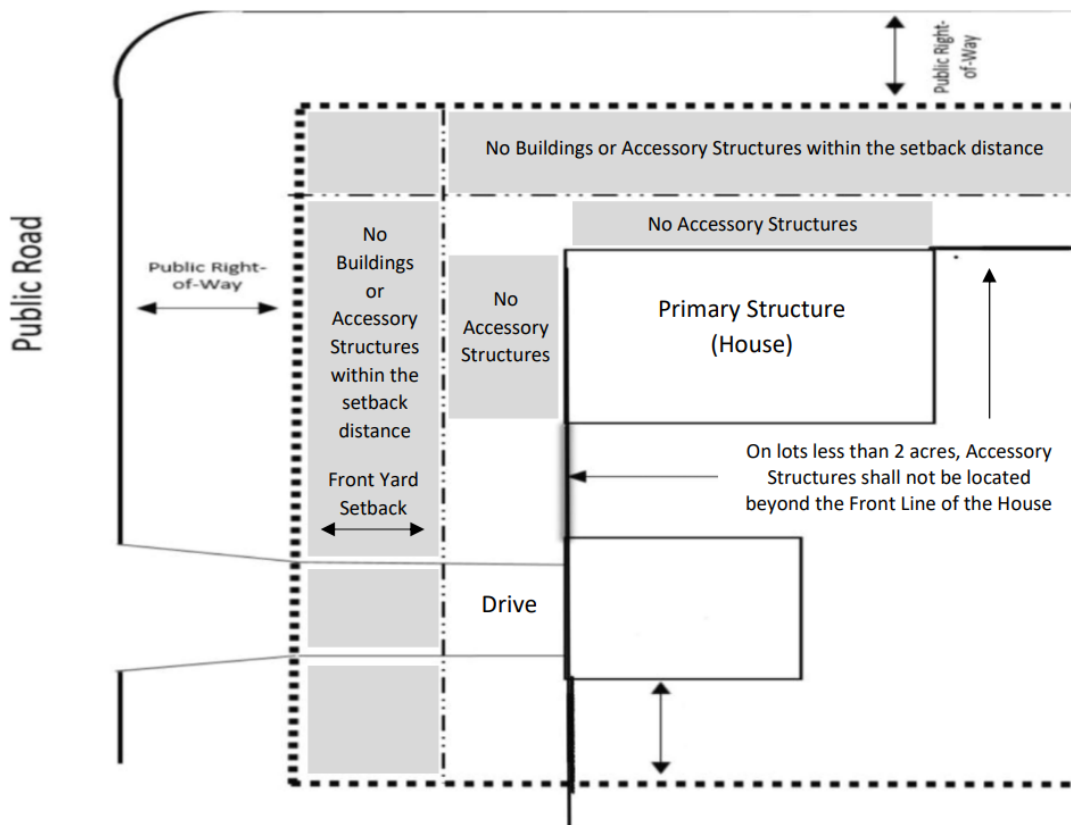 Public Right-
of-Way
No Buildings or Accessory Structures within the setback distance
Public Road
Public Right-
of-Way
No
Buildings
or
Accessory
Structures
within the
setback
distance
Front Yard
Setback
No
Accessory
Structures
No Accessory Structures
Primary Structure
(House)
On lots less than 2 acres, Accessory
Structures shall not be located
beyond the Front Line of the House
Drive